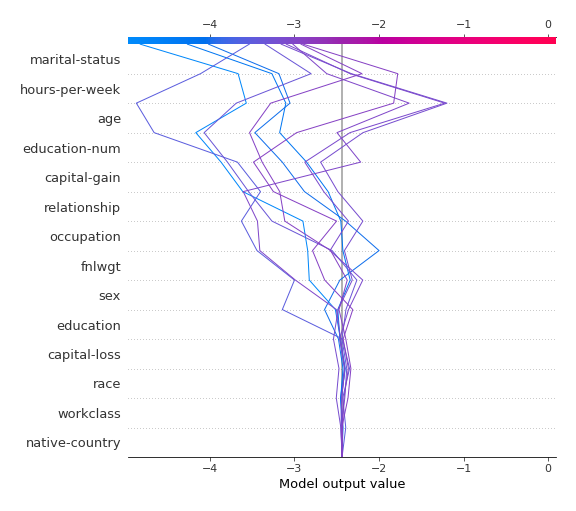 −4 −3 −2 −1 0
marital-status
hours-per-week
age
education-num
capital-gain
relationship
occupation
fnlwgt
sex
education
capital-loss
race
workclass
native-country
−4 −3 −2 −1 0
Model output value